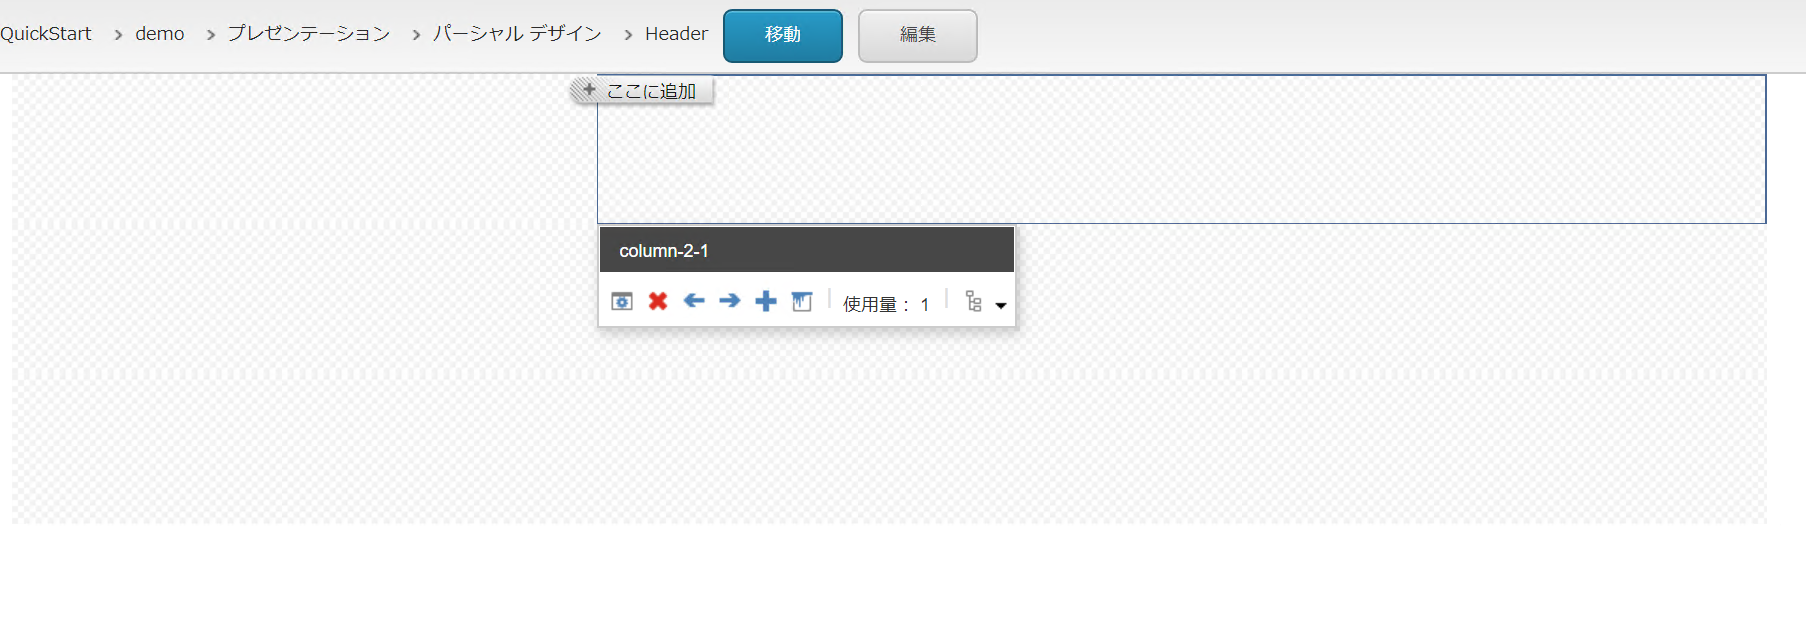 QuickStart > demo > プレゼンテーション > パーシャル デザイン > Header 移動 編集
ここに追加
column-2-1
使用量： 1